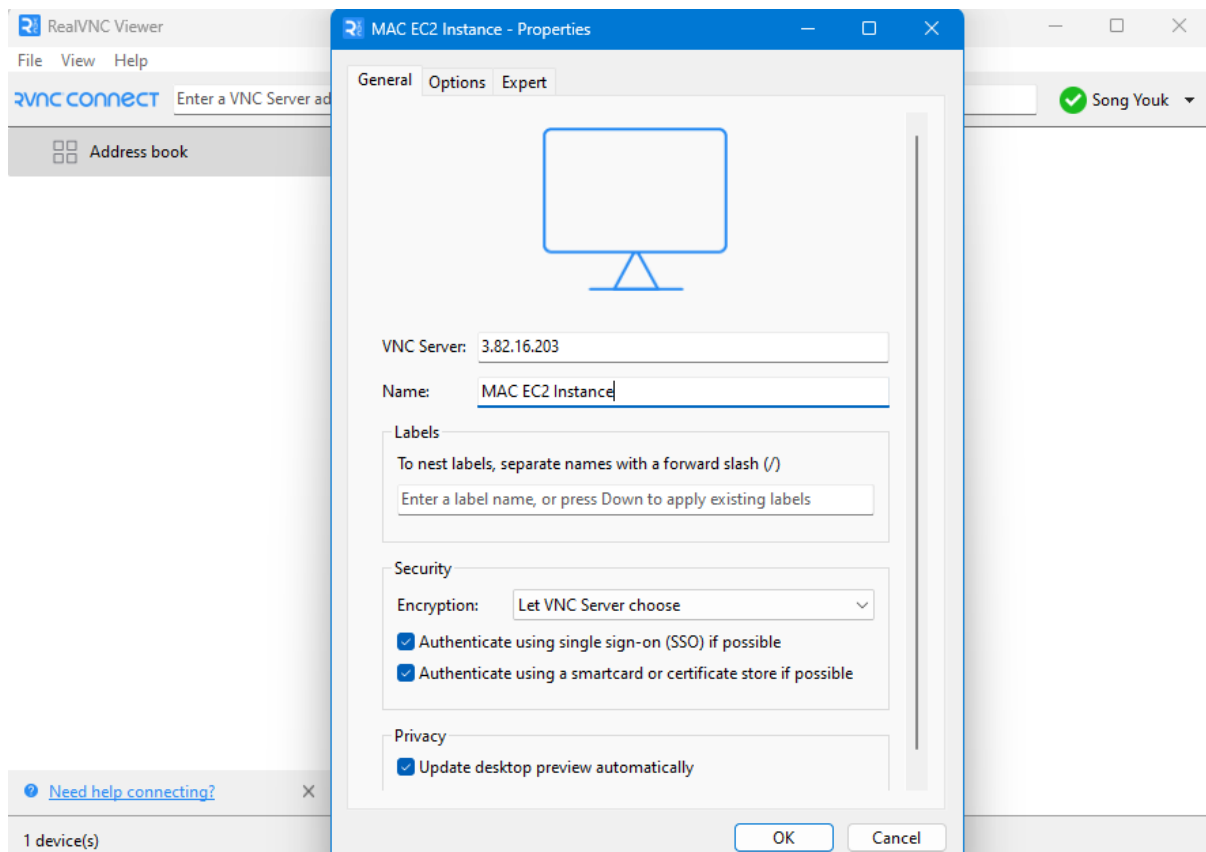 RealVNC Viewer
File View Help
RVNC CONNECT Enter a VNC Server ad
Song Youk
Address book
1 device(s)
Need help connecting?
MAC EC2 Instance - Properties
General Options Expert
VNC Server: 3.82.16.203
Name: MAC EC2 Instance
Labels
To nest labels, separate names with a forward slash (/)
Enter a label name, or press Down to apply existing labels
Security
Encryption: Let VNC Server choose
Authenticate using single sign-on (SSO) if possible
Authenticate using a smartcard or certificate store if possible
Privacy
Update desktop preview automatically
OK Cancel